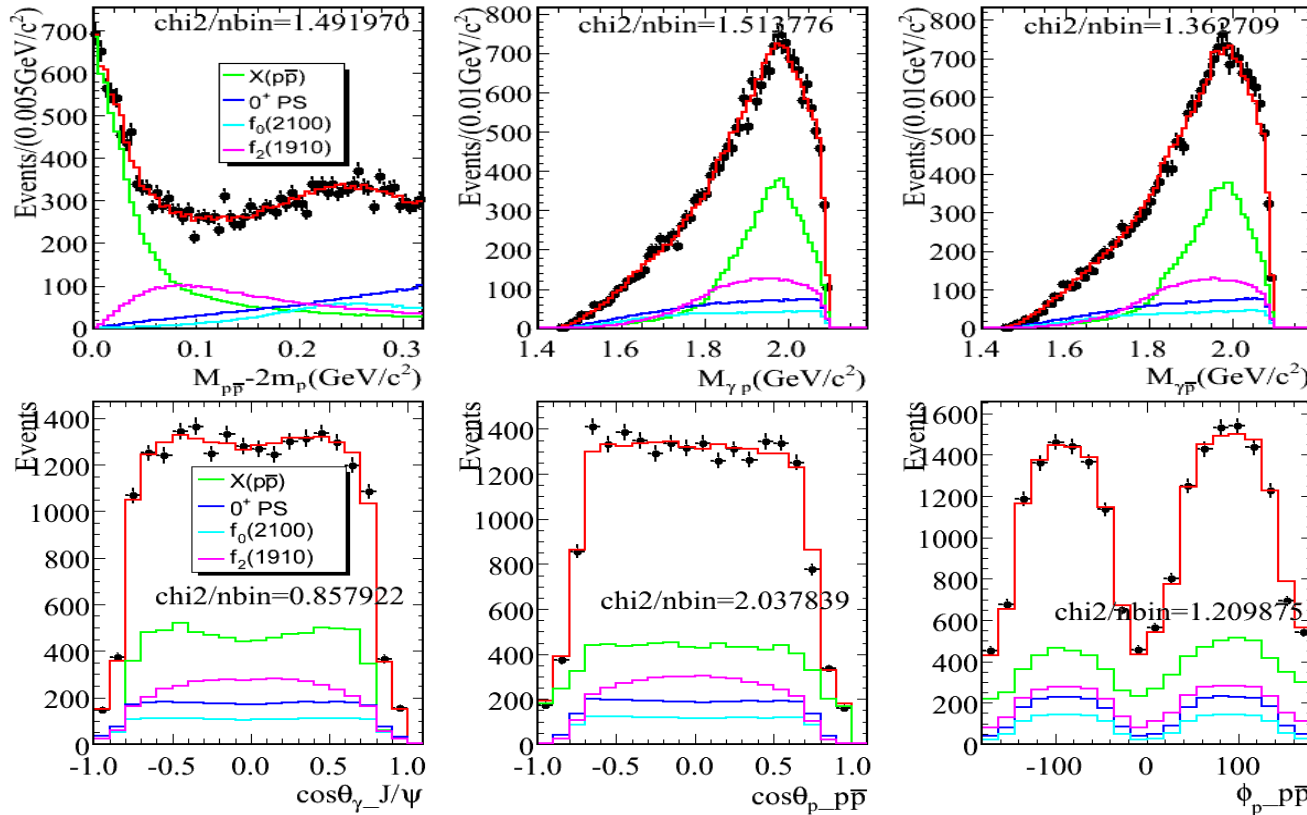 chi2/nbin=1.491970
Events/(0.005GeV/c²)
700
600
500
400
300
200
100
0
X(pp̅)
0⁺ PS
f₀(2100)
f₂(1910)
0.0 0.1 0.2 0.3
M_pp̅-2m_p(GeV/c²)
chi2/nbin=1.513776
Events/(0.01GeV/c²)
800
700
600
500
400
300
200
100
0
1.4 1.6 1.8 2.0
M_γp(GeV/c²)
chi2/nbin=1.362709
Events/(0.01GeV/c²)
800
700
600
500
400
300
200
100
0
1.4 1.6 1.8 2.0
M_γp̅(GeV/c²)
Events
1400
1200
1000
800
600
400
200
0
X(pp̅)
0⁺ PS
f₀(2100)
f₂(1910)
chi2/nbin=0.857922
-1.0 -0.5 0.0 0.5 1.0
cosθ_γ_J/ψ
Events
1400
1200
1000
800
600
400
200
0
chi2/nbin=2.037839
-1.0 -0.5 0.0 0.5 1.0
cosθ_p_pp̅
Events
1600
1400
1200
1000
800
600
400
200
0
chi2/nbin=1.209875
-100 0 100
ϕ_p_pp̅